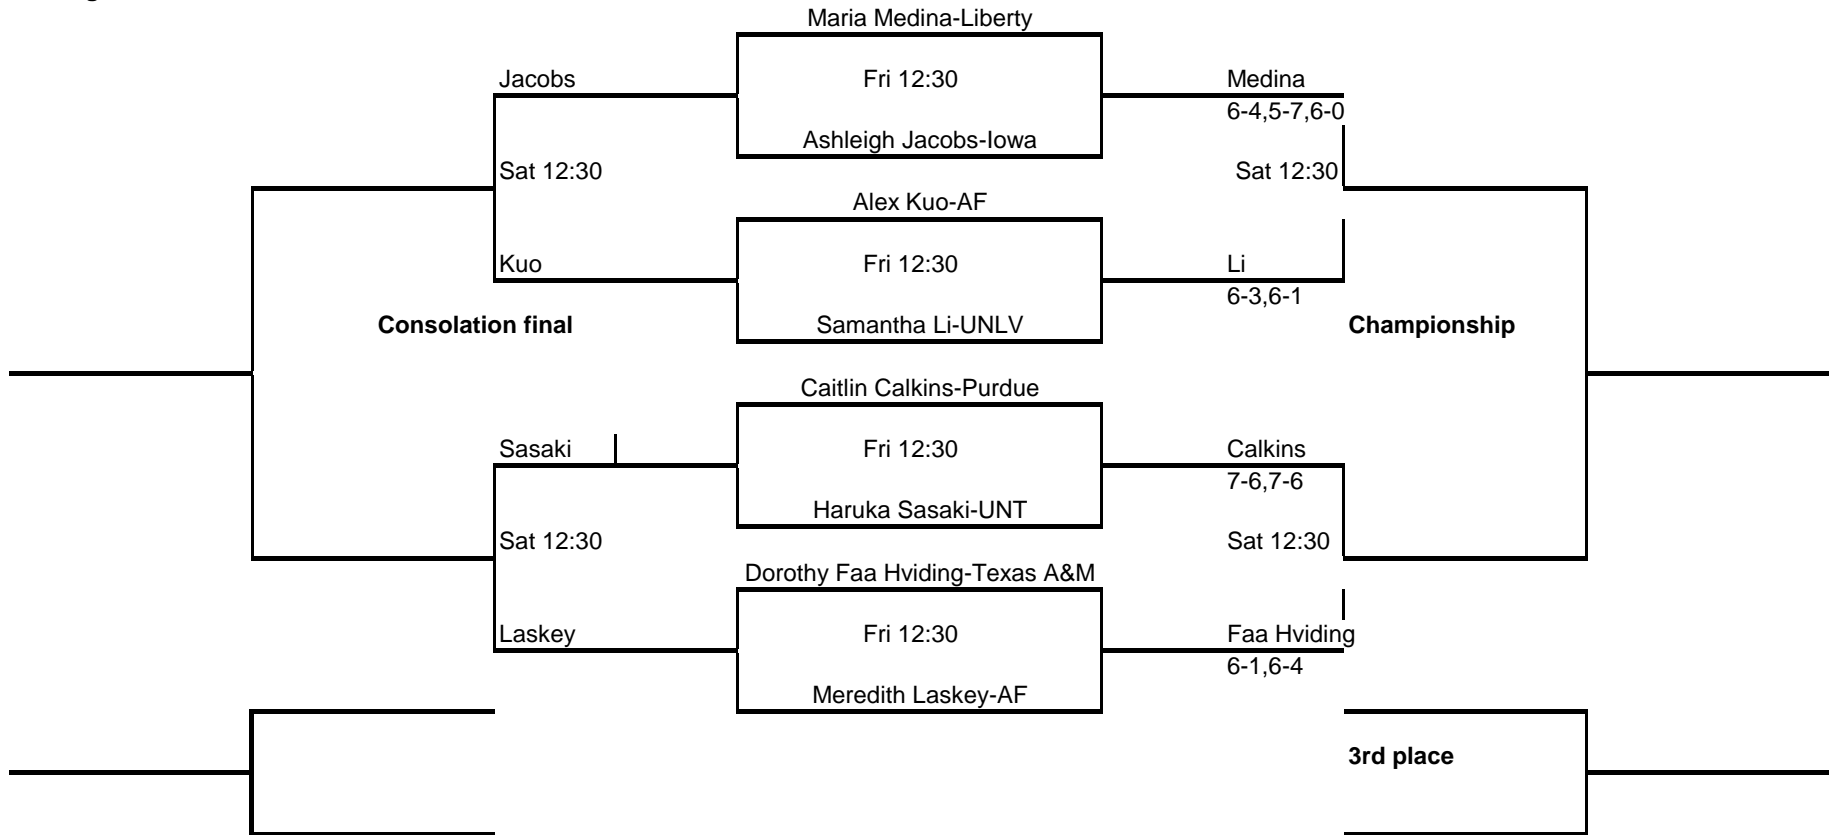 Maria Medina-Liberty
Jacobs Fri 12:30 Medina
6-4,5-7,6-0
Ashleigh Jacobs-Iowa
Sat 12:30 Sat 12:30
Alex Kuo-AF
Kuo Fri 12:30 Li
6-3,6-1
Consolation final Samantha Li-UNLV Championship
Caitlin Calkins-Purdue
Sasaki Fri 12:30 Calkins
7-6,7-6
Haruka Sasaki-UNT
Sat 12:30 Sat 12:30
Dorothy Faa Hviding-Texas A&M
Laskey Fri 12:30 Faa Hviding
6-1,6-4
Meredith Laskey-AF
3rd place